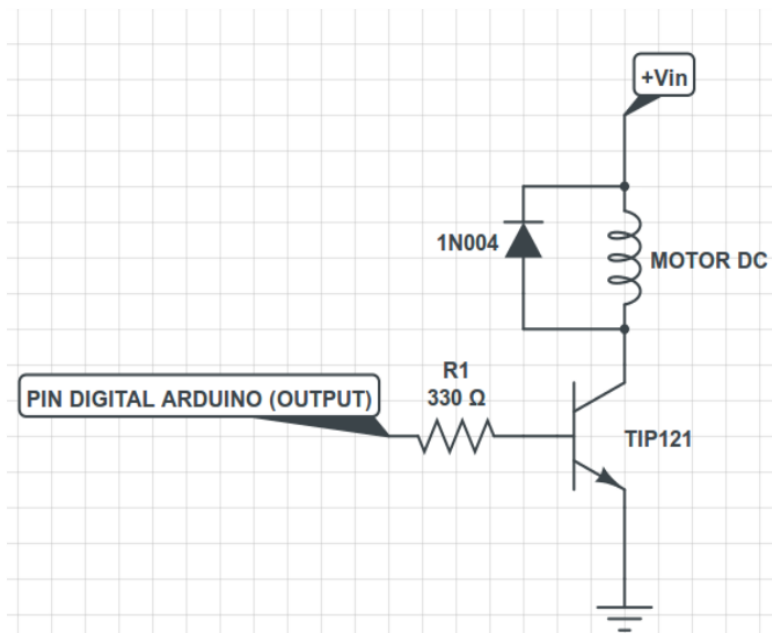 +Vin
1N004
MOTOR DC
R1
330 Ω
PIN DIGITAL ARDUINO (OUTPUT)
TIP121